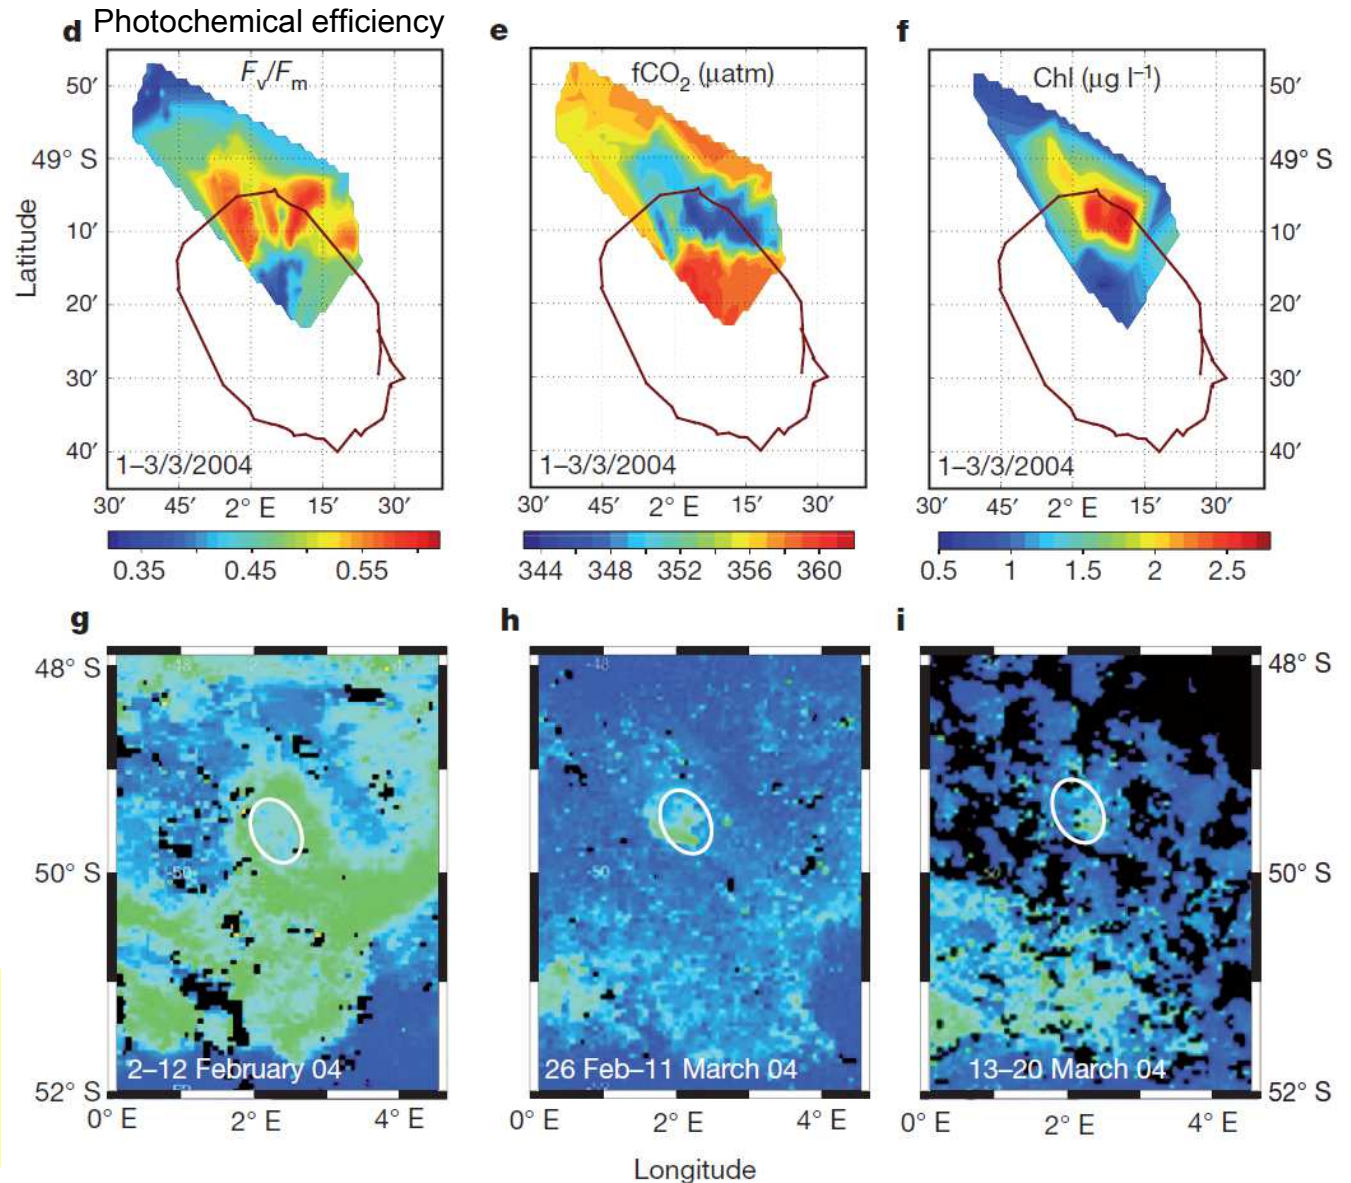 Photochemical efficiency
d
e
f
Fv/Fm
fCO2 (μatm)
Chl (μg l−1)
50′
49° S
10′
20′
30′
40′
Latitude
50′
49° S
10′
20′
30′
40′
1–3/3/2004
1–3/3/2004
1–3/3/2004
30′ 45′ 2° E 15′ 30′
30′ 45′ 2° E 15′ 30′
30′ 45′ 2° E 15′ 30′
0.35 0.45 0.55
344 348 352 356 360
0.5 1 1.5 2 2.5
g
h
i
48° S
50° S
52° S
48° S
50° S
52° S
-48
-50
-50
2–12 February 04
26 Feb–11 March 04
13–20 March 04
0° E 2° E 4° E
0° E 2° E 4° E
0° E 2° E 4° E
Longitude